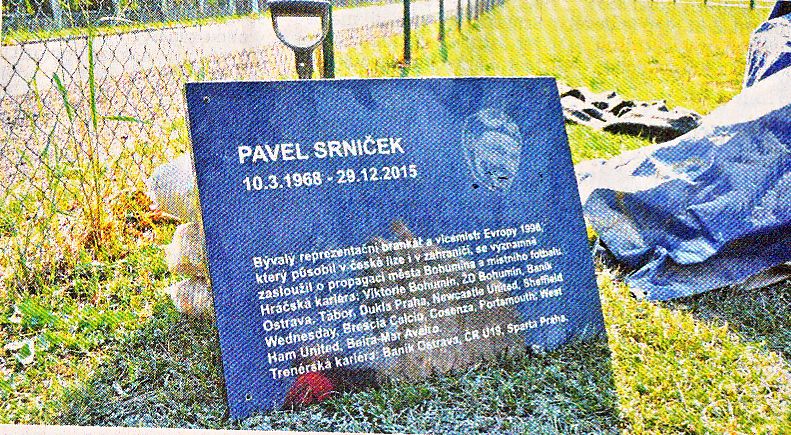 PAVEL SRNIČEK
10.3.1968 - 29.12.2015
Bývalý reprezentační brankář a vicemistr Evropy 1996,
který působil v české lize i v zahraničí, se významně
zasloužil o propagaci města Bohumína a místního fotbalu.
Hráčská kariéra: Viktorie Bohumín, ŽD Bohumín, Baník
Ostrava, Tábor, Dukla Praha, Newcastle United, Sheffield
Wednesday, Brescia Calcio, Cosenza, Portsmouth, West
Ham United, Beira-Mar Aveiro.
Trenérská kariéra: Baník Ostrava, ČR U19, Sparta Praha.